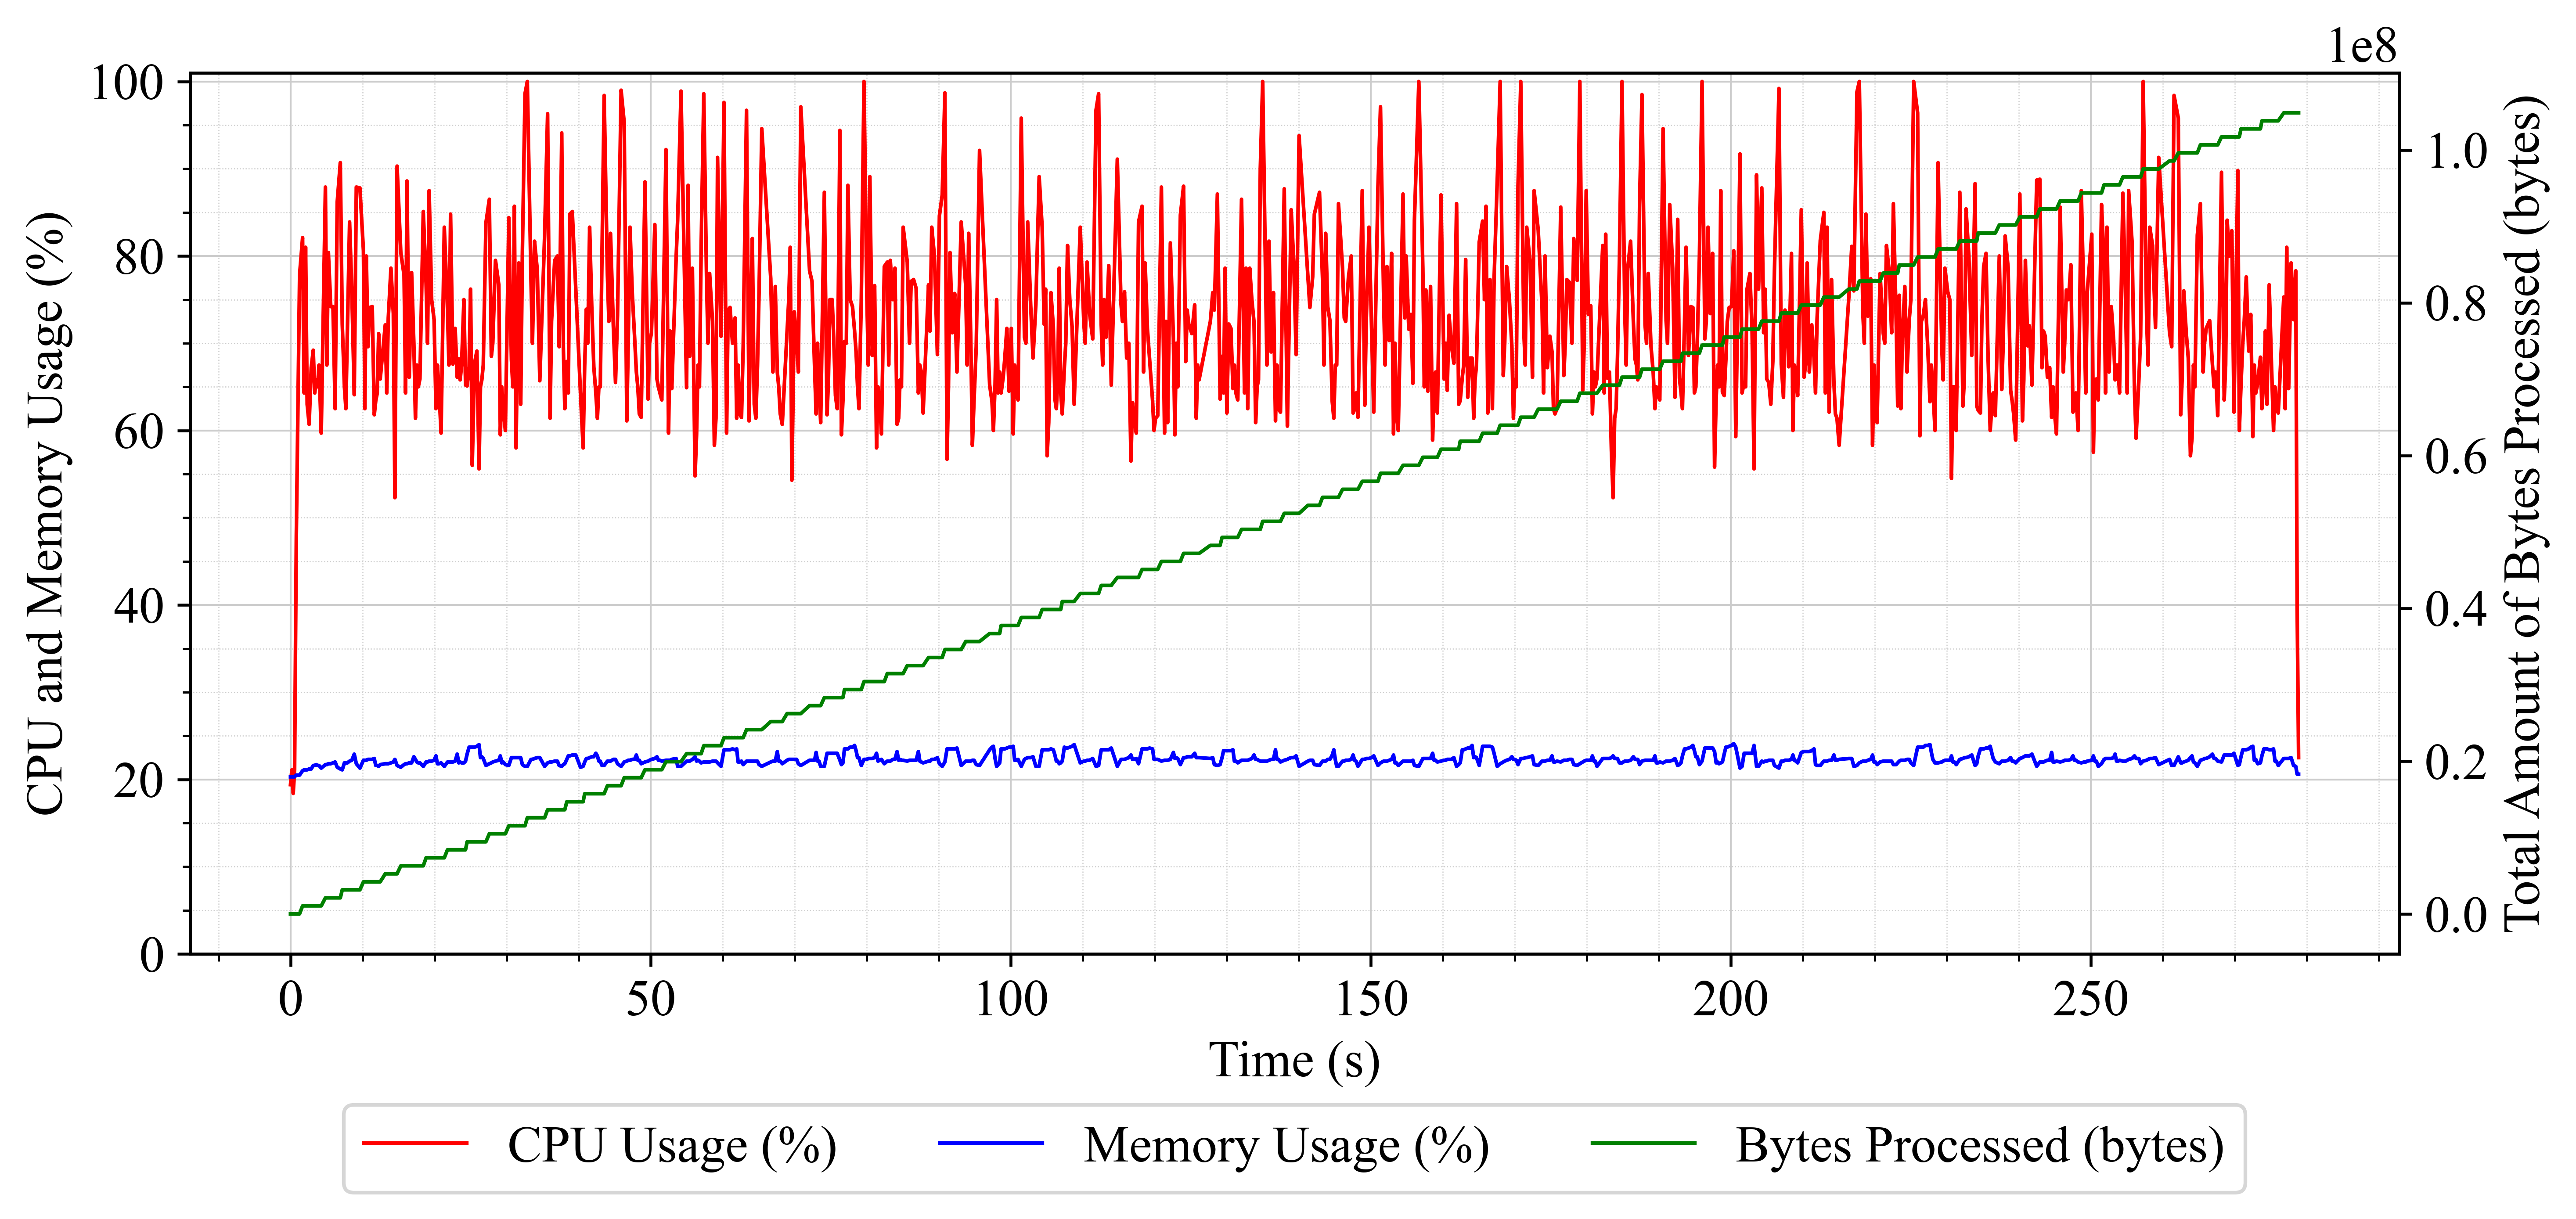 1e8
100
80
60
40
20
0
CPU and Memory Usage (%)
1.0
0.8
0.6
0.4
0.2
0.0
Total Amount of Bytes Processed (bytes)
0 50 100 150 200 250
Time (s)
CPU Usage (%) Memory Usage (%) Bytes Processed (bytes)